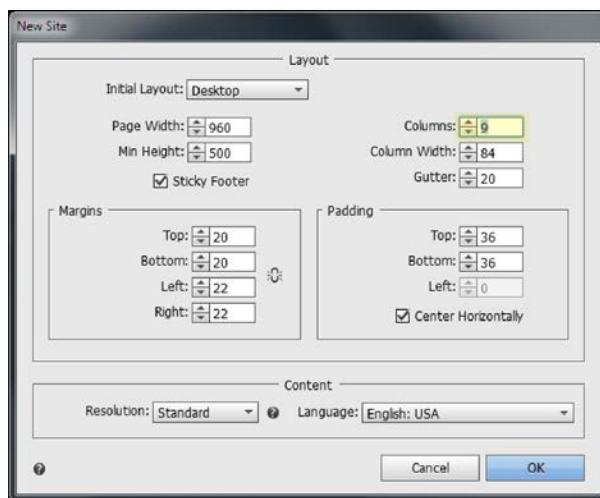 New Site
Layout
Initial Layout: Desktop
Page Width: 960
Columns: 9
Min Height: 500
Column Width: 84
Sticky Footer
Gutter: 20
Margins
Padding
Top: 20
Top: 36
Bottom: 20
Bottom: 36
Left: 22
Left: 0
Right: 22
Center Horizontally
Content
Resolution: Standard
Language: English: USA
Cancel
OK